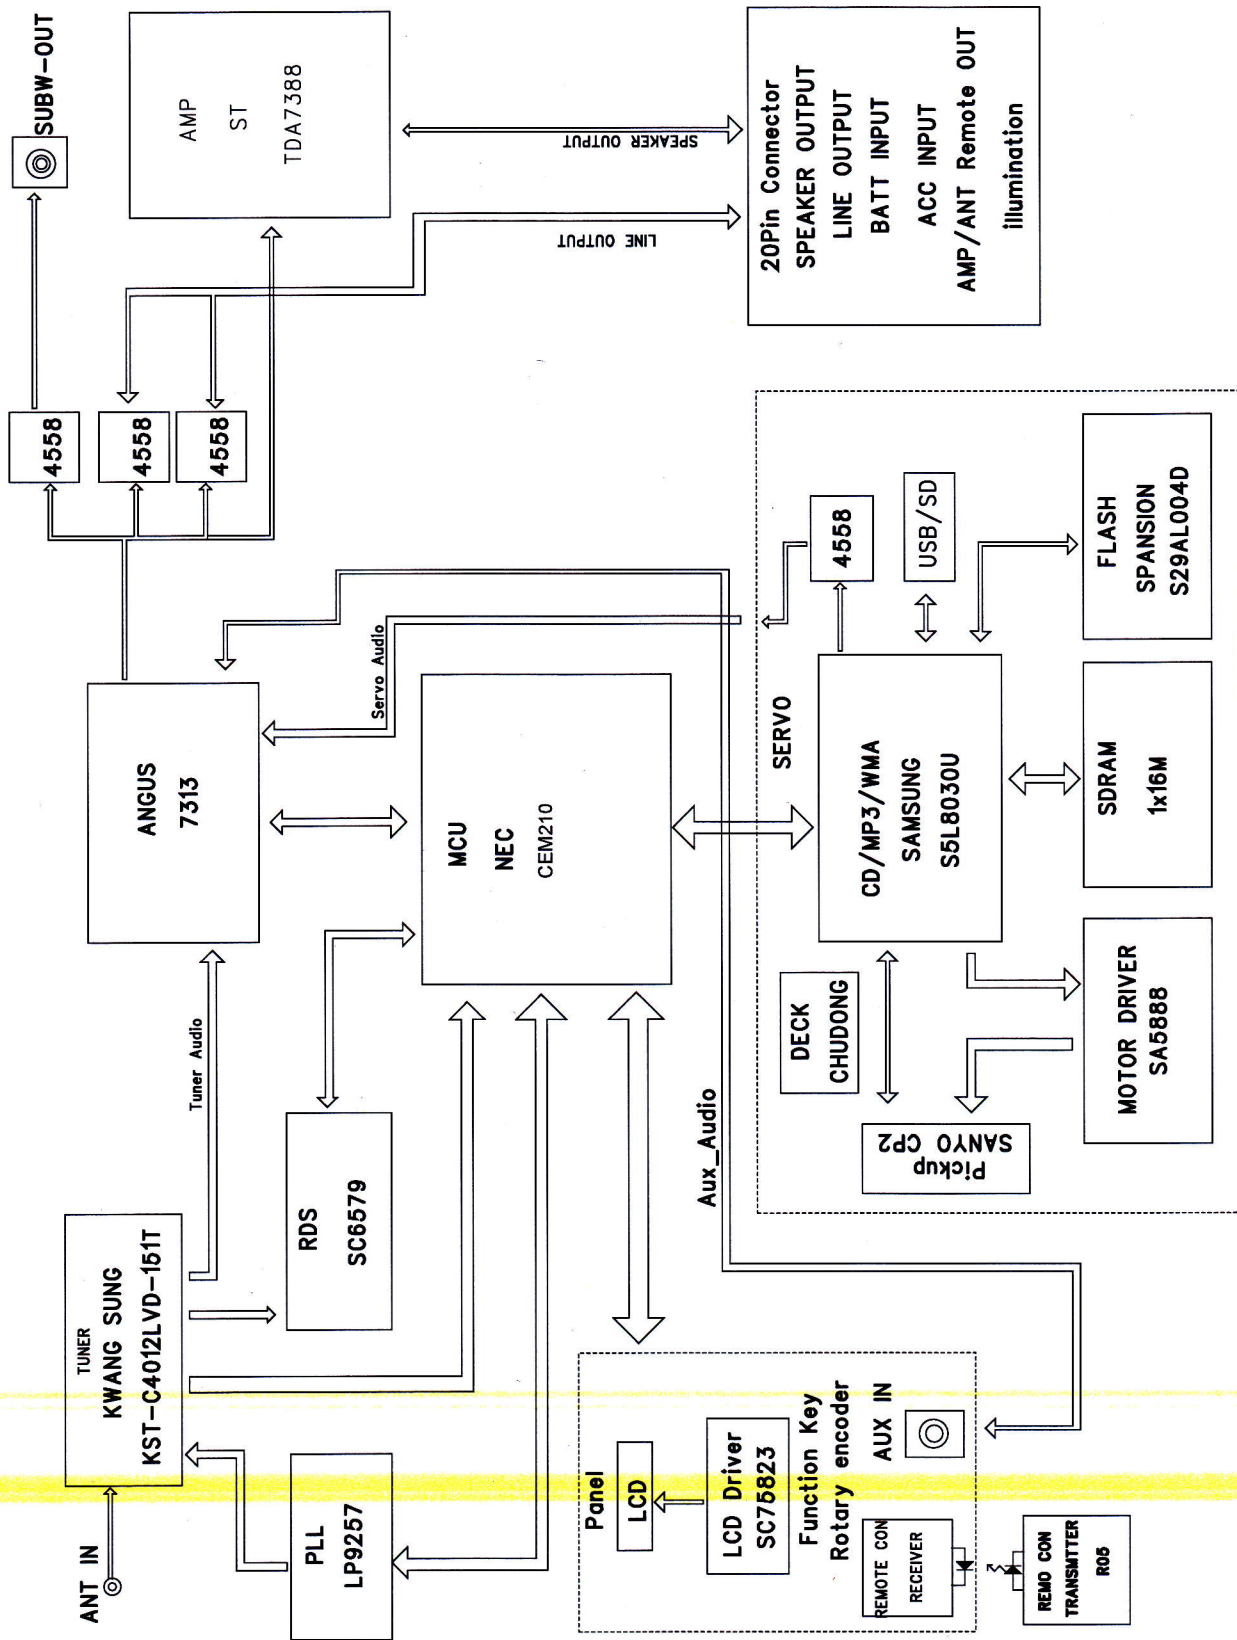 ANT IN
TUNER
KWANG SUNG
KST-C4012LVD-151T
PLL
LP9257
RDS
SC6579
Tuner Audio
ANGUS
7313
Servo Audio
4558
4558
4558
SUBW-OUT
AMP
ST
TDA7388
LINE OUTPUT
SPEAKER OUTPUT
20Pin Connector
SPEAKER OUTPUT
LINE OUTPUT
BATT INPUT
ACC INPUT
AMP/ANT Remote OUT
illumination
MCU
NEC
CEM210
Aux_Audio
Panel
LCD
LCD Driver
SC75823
Function Key
Rotary encoder
AUX IN
REMOTE CON
RECEIVER
REMO CON
TRANSMTTER
R05
SERVO
DECK
CHUDONG
Pickup
SANYO CP2
CD/MP3/WMA
SAMSUNG
S5L8030U
4558
USB/SD
MOTOR DRIVER
SA5888
SDRAM
1x16M
FLASH
SPANSION
S29AL004D